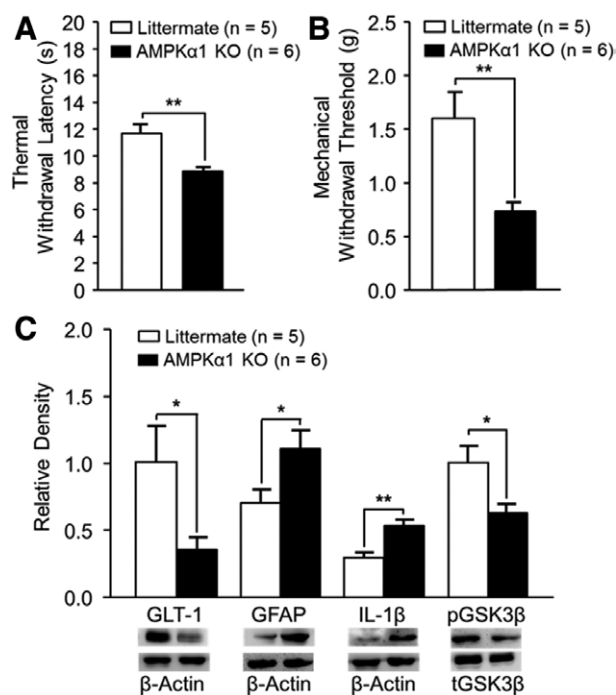 A
Littermate (n = 5)
AMPKα1 KO (n = 6)
Thermal
Withdrawal Latency (s)
20
18
16
14
12
10
8
6
4
2
0
**
B
Littermate (n = 5)
AMPKα1 KO (n = 6)
Mechanical
Withdrawal Threshold (g)
2.5
2.0
1.5
1.0
0.5
0.0
**
C
Littermate (n = 5)
AMPKα1 KO (n = 6)
Relative Density
2.0
1.5
1.0
0.5
0.0
*
*
**
*
GLT-1 GFAP IL-1β pGSK3β
β-Actin β-Actin β-Actin tGSK3β